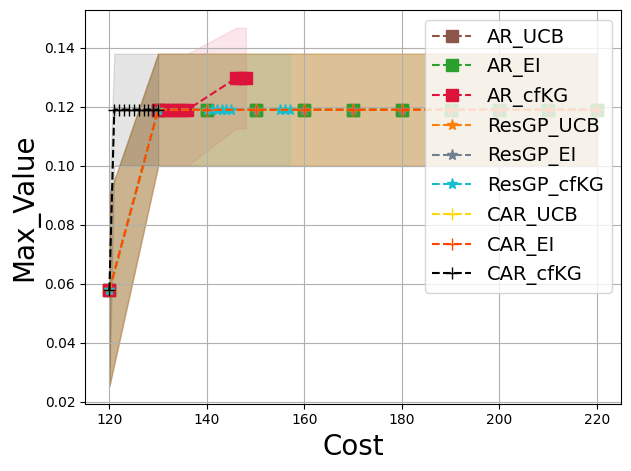 Max_Value
0.14
0.12
0.10
0.08
0.06
0.04
0.02
120
140
160
180
200
220
Cost
AR_UCB
AR_EI
AR_cfKG
ResGP_UCB
ResGP_EI
ResGP_cfKG
CAR_UCB
CAR_EI
CAR_cfKG